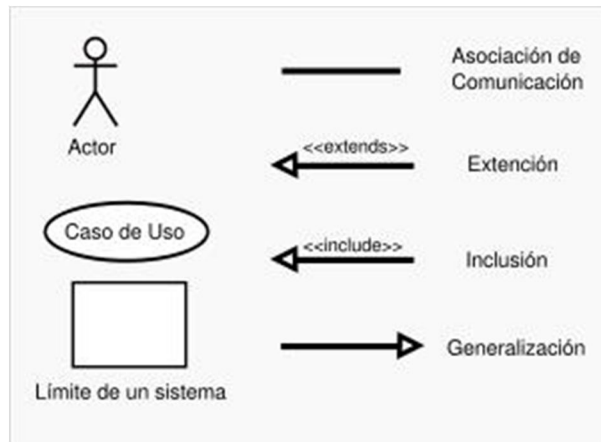 Actor
Caso de Uso
Límite de un sistema
Asociación de
Comunicación
<<extends>>
Extención
<<include>>
Inclusión
Generalización